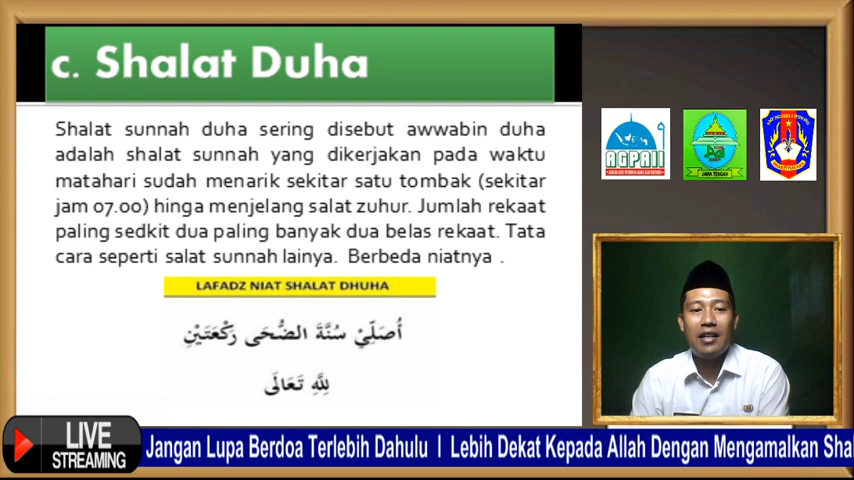 c. Shalat Duha
Shalat sunnah duha sering disebut awwabin duha
adalah shalat sunnah yang dikerjakan pada waktu
matahari sudah menarik sekitar satu tombak (sekitar
jam 07.00) hinga menjelang salat zuhur. Jumlah rekaat
paling sedkit dua paling banyak dua belas rekaat. Tata
cara seperti salat sunnah lainya. Berbeda niatnya .
LAFADZ NIAT SHALAT DHUHA
أُصَلِّيْ سُنَّةَ الضُّحَى رَكْعَتَيْنِ
لِلَّهِ تَعَالَى
AGPAII
JAWA TENGAH
LIVE
STREAMING
Jangan Lupa Berdoa Terlebih Dahulu I Lebih Dekat Kepada Allah Dengan Mengamalkan Sha